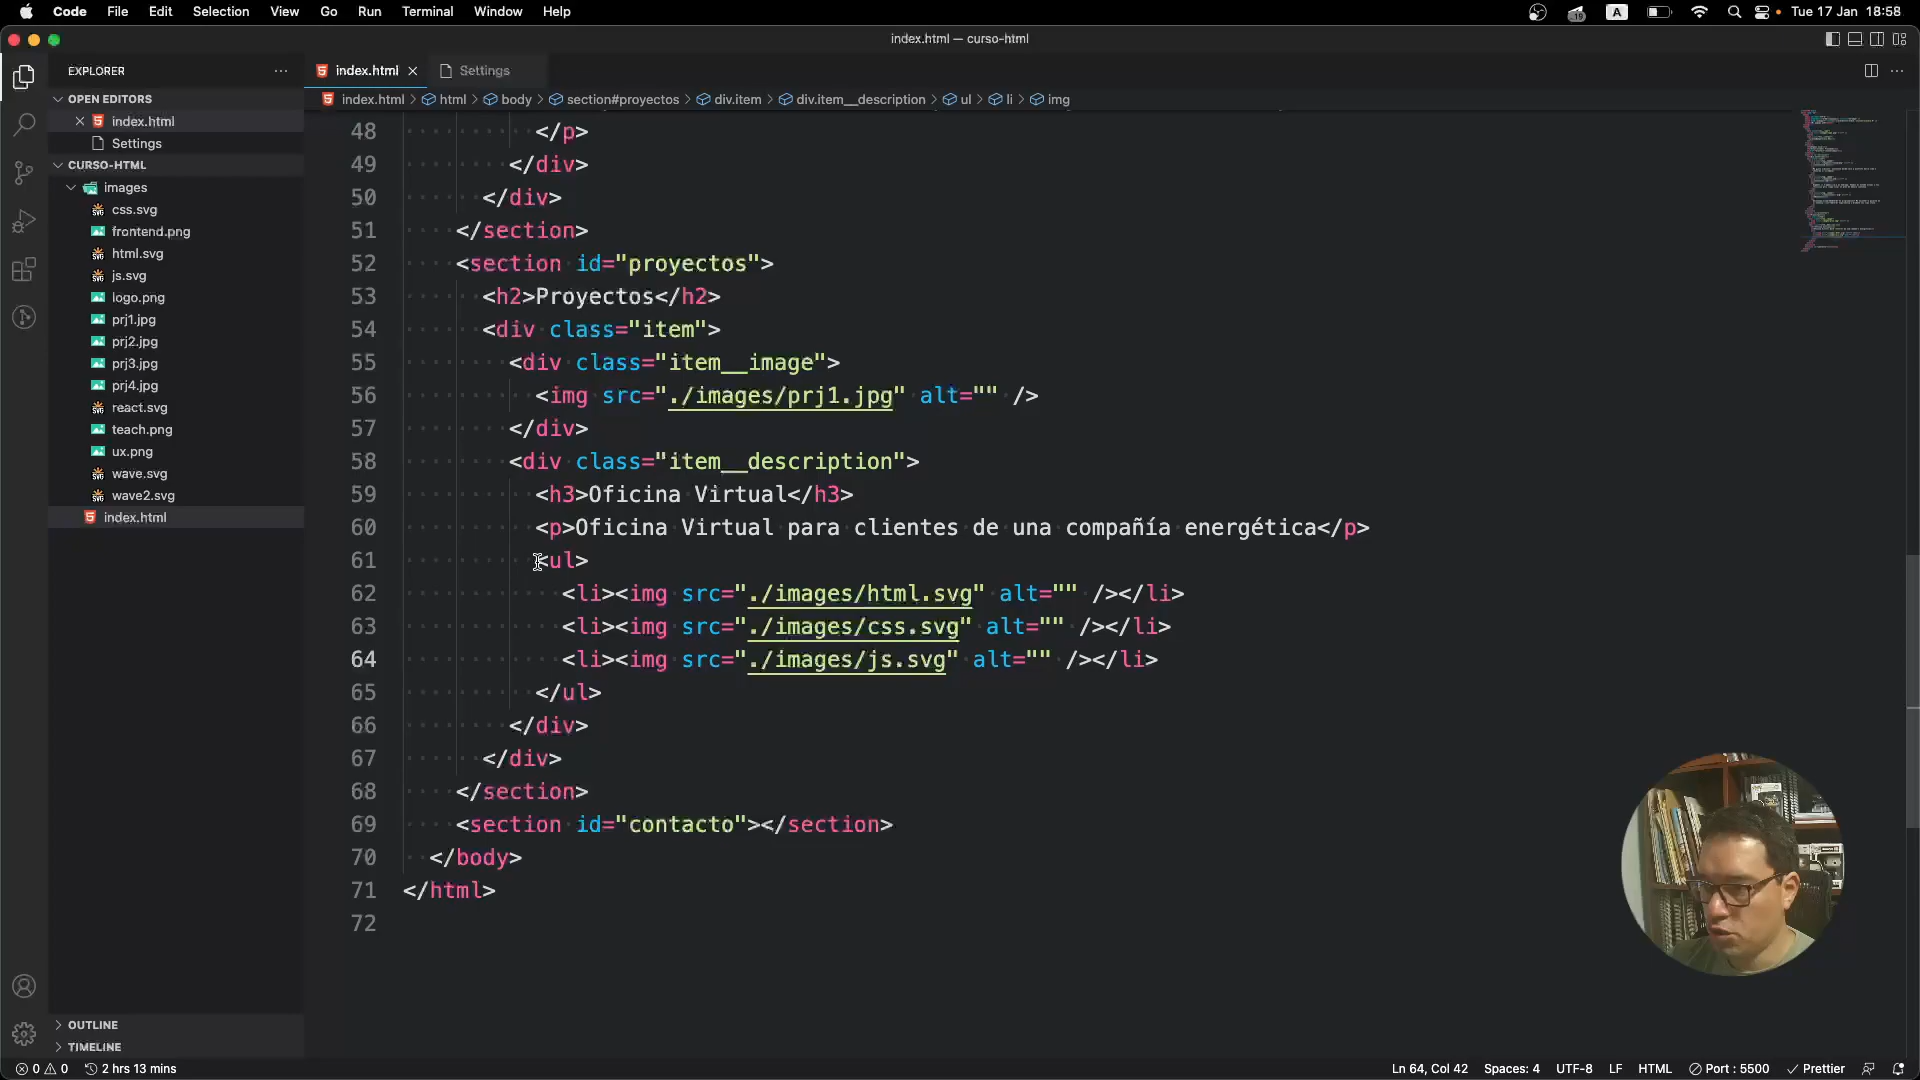 Code File Edit Selection View Go Run Terminal Window Help A Tue 17 Jan 18:58
index.html — curso-html
EXPLORER ···
index.html Settings
OPEN EDITORS
index.html
Settings
CURSO-HTML
images
css.svg
frontend.png
html.svg
js.svg
logo.png
prj1.jpg
prj2.jpg
prj3.jpg
prj4.jpg
react.svg
teach.png
ux.png
wave.svg
wave2.svg
index.html
OUTLINE
TIMELINE
index.html > html > body > section#proyectos > div.item > div.item__description > ul > li > img
48 </p>
49 </div>
50 </div>
51 </section>
52 <section id="proyectos">
53 <h2>Proyectos</h2>
54 <div class="item">
55 <div class="item__image">
56 <img src="./images/prj1.jpg" alt="" />
57 </div>
58 <div class="item__description">
59 <h3>Oficina Virtual</h3>
60 <p>Oficina Virtual para clientes de una compañía energética</p>
61 <ul>
62 <li><img src="./images/html.svg" alt="" /></li>
63 <li><img src="./images/css.svg" alt="" /></li>
64 <li><img src="./images/js.svg" alt="" /></li>
65 </ul>
66 </div>
67 </div>
68 </section>
69 <section id="contacto"></section>
70 </body>
71 </html>
72
0 0 2 hrs 13 mins Ln 64, Col 42 Spaces: 4 UTF-8 LF HTML Port : 5500 Prettier